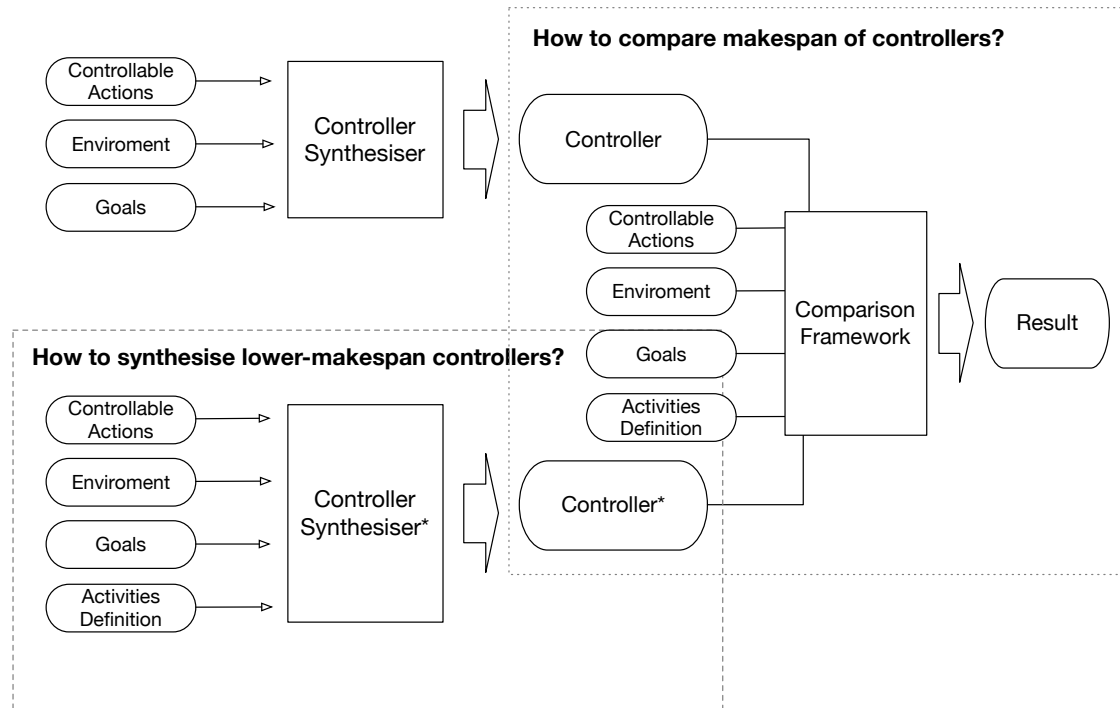 How to compare makespan of controllers?
Controllable
Actions
Enviroment
Goals
Controller
Synthesiser
Controller
Controllable
Actions
Enviroment
Goals
Activities
Definition
Comparison
Framework
Result
How to synthesise lower-makespan controllers?
Controllable
Actions
Enviroment
Goals
Activities
Definition
Controller
Synthesiser*
Controller*